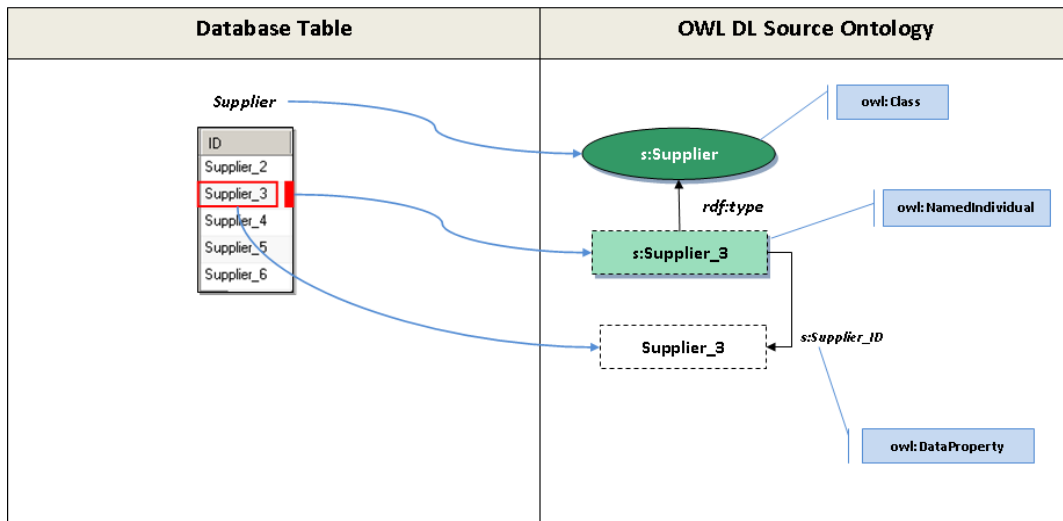 Database Table
OWL DL Source Ontology
Supplier
ID
Supplier_2
Supplier_3
Supplier_4
Supplier_5
Supplier_6
owl:Class
s:Supplier
rdf:type
owl:NamedIndividual
s:Supplier_3
Supplier_3
s:Supplier_ID
owl:DataProperty